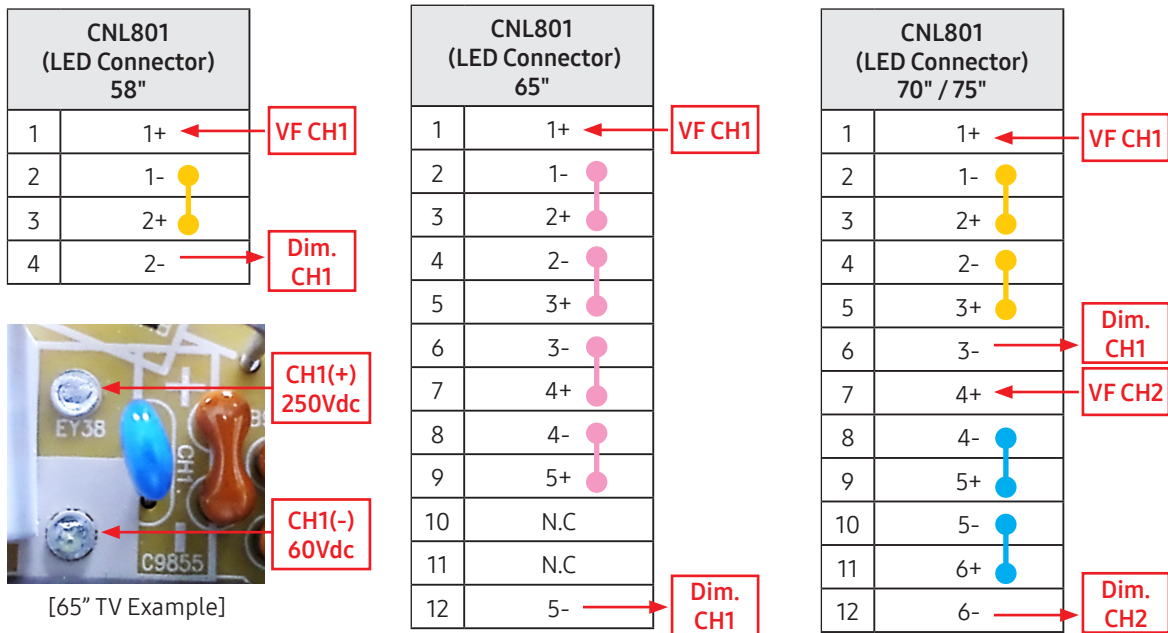 CNL801
(LED Connector)
58"
1 1+ VF CH1
2 1-
3 2+
4 2- Dim.
CH1
CH1(+)
250Vdc
EY38
CH1.
CH1(-)
60Vdc
C9855
[65” TV Example]
CNL801
(LED Connector)
65"
1 1+ VF CH1
2 1-
3 2+
4 2-
5 3+
6 3-
7 4+
8 4-
9 5+
10 N.C
11 N.C
12 5- Dim.
CH1
CNL801
(LED Connector)
70" / 75"
1 1+ VF CH1
2 1-
3 2+
4 2-
5 3+
6 3- Dim.
CH1
7 4+ VF CH2
8 4-
9 5+
10 5-
11 6+
12 6- Dim.
CH2